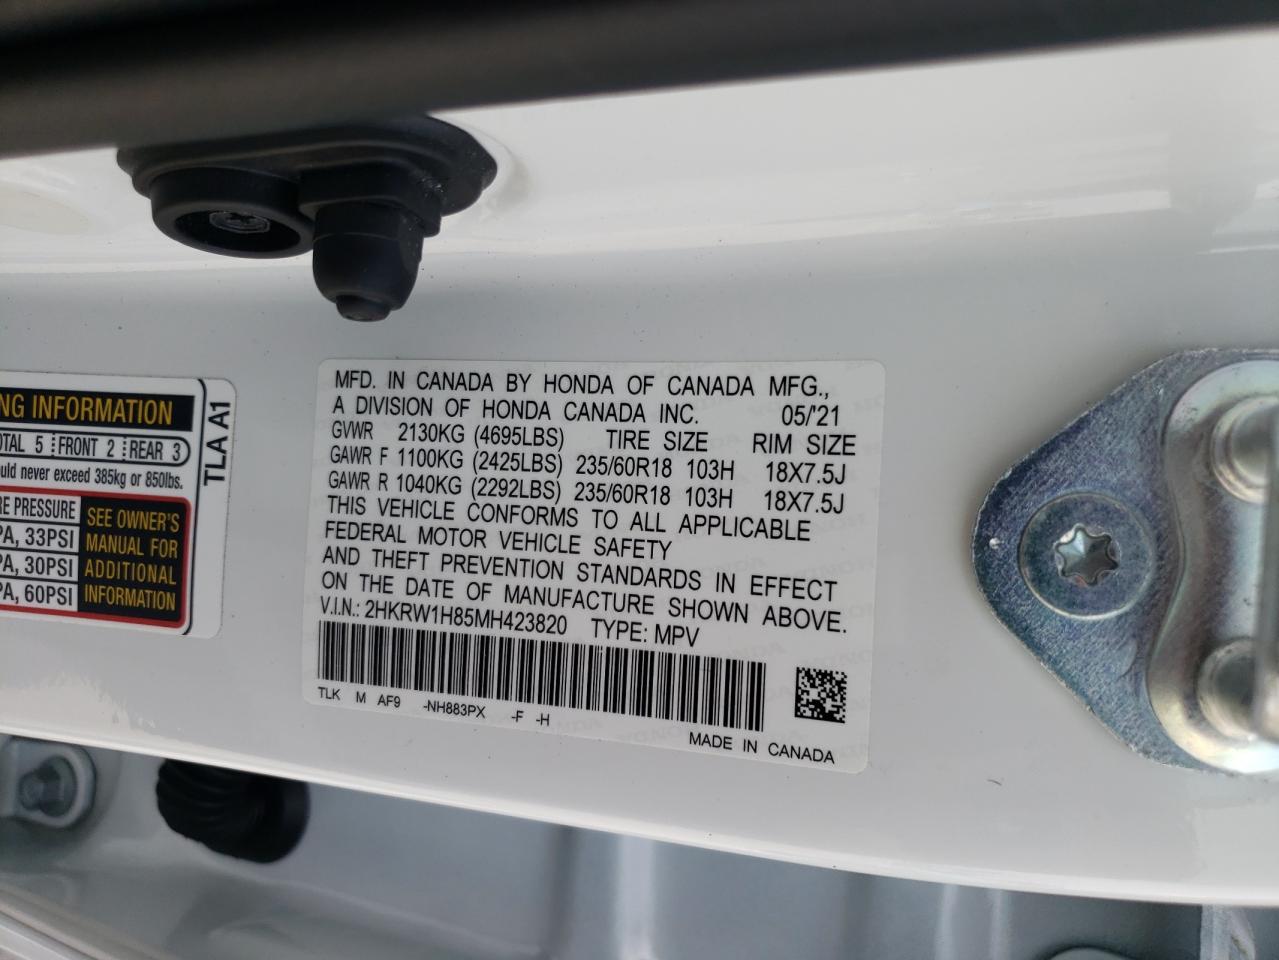 NG INFORMATION
OTAL 5 FRONT 2 REAR 3
ould never exceed 385kg or 850lbs.
RE PRESSURE
PA, 33PSI
PA, 30PSI
PA, 60PSI
SEE OWNER'S
MANUAL FOR
ADDITIONAL
INFORMATION
TLA A1
MFD. IN CANADA BY HONDA OF CANADA MFG.,
A DIVISION OF HONDA CANADA INC. 05/'21
GVWR 2130KG (4695LBS) TIRE SIZE RIM SIZE
GAWR F 1100KG (2425LBS) 235/60R18 103H 18X7.5J
GAWR R 1040KG (2292LBS) 235/60R18 103H 18X7.5J
THIS VEHICLE CONFORMS TO ALL APPLICABLE
FEDERAL MOTOR VEHICLE SAFETY
AND THEFT PREVENTION STANDARDS IN EFFECT
ON THE DATE OF MANUFACTURE SHOWN ABOVE.
V.I.N.: 2HKRW1H85MH423820 TYPE: MPV
TLK M AF9 -NH883PX -F -H
MADE IN CANADA